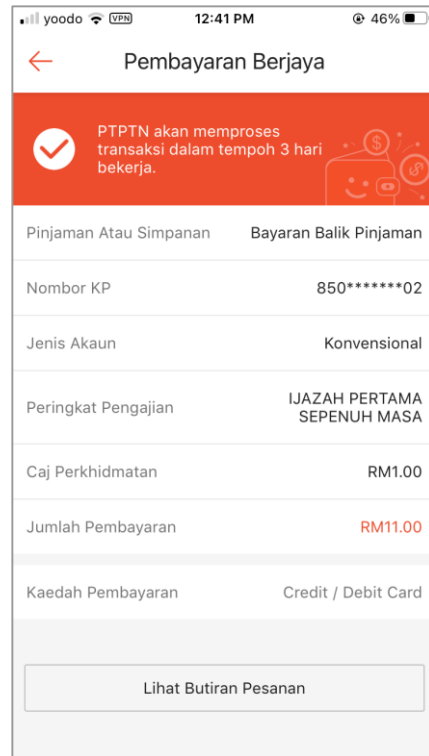 yoodo VPN 12:41 PM 46%
Pembayaran Berjaya
PTPTN akan memproses
transaksi dalam tempoh 3 hari
bekerja.
Pinjaman Atau Simpanan Bayaran Balik Pinjaman
Nombor KP 850*******02
Jenis Akaun Konvensional
Peringkat Pengajian IJAZAH PERTAMA
SEPENUH MASA
Caj Perkhidmatan RM1.00
Jumlah Pembayaran RM11.00
Kaedah Pembayaran Credit / Debit Card
Lihat Butiran Pesanan